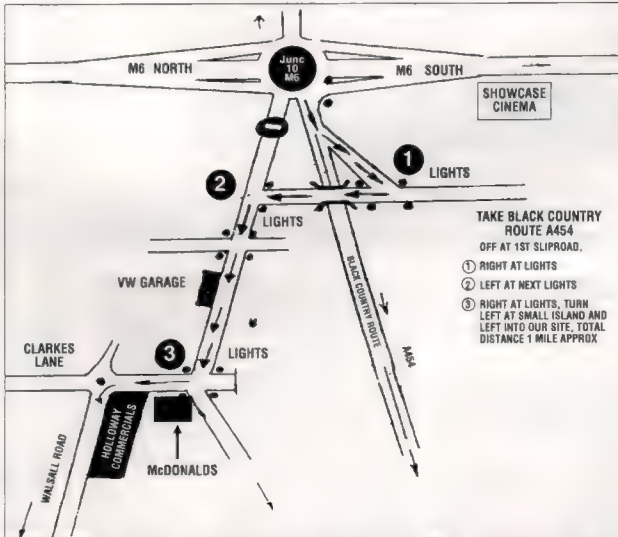 Junc
10
M6
M6 NORTH
M6 SOUTH
SHOWCASE
CINEMA
1
LIGHTS
2
LIGHTS
TAKE BLACK COUNTRY
ROUTE A454
OFF AT 1ST SLIPROAD.
1 RIGHT AT LIGHTS
2 LEFT AT NEXT LIGHTS
3 RIGHT AT LIGHTS, TURN
LEFT AT SMALL ISLAND AND
LEFT INTO OUR SITE, TOTAL
DISTANCE 1 MILE APPROX
VW GARAGE
BLACK COUNTRY ROUTE
A454
CLARKES
LANE
3
LIGHTS
HOLLOWAY
COMMERCIALS
McDONALDS
WALSALL ROAD